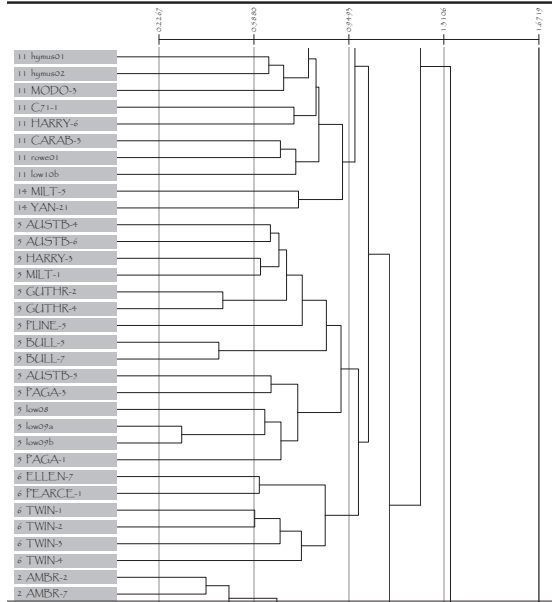 0.2267 0.5880 0.9493 1.3106 1.6719
11 hymus01
11 hymus02
11 MODO-3
11 C71-1
11 HARRY-6
11 CARAB-3
11 rowe01
11 low10b
14 MILT-5
14 YAN-21
5 AUSTB-4
5 AUSTB-6
5 HARRY-3
5 MILT-1
5 GUTHR-2
5 GUTHR-4
5 PUNE-5
5 BULL-5
5 BULL-7
5 AUSTB-5
5 PAGA-3
5 low08
5 low09a
5 low09b
5 PAGA-1
6 ELLEN-7
6 PEARCE-1
6 TWIN-1
6 TWIN-2
6 TWIN-3
6 TWIN-4
2 AMBR-2
2 AMBR-7